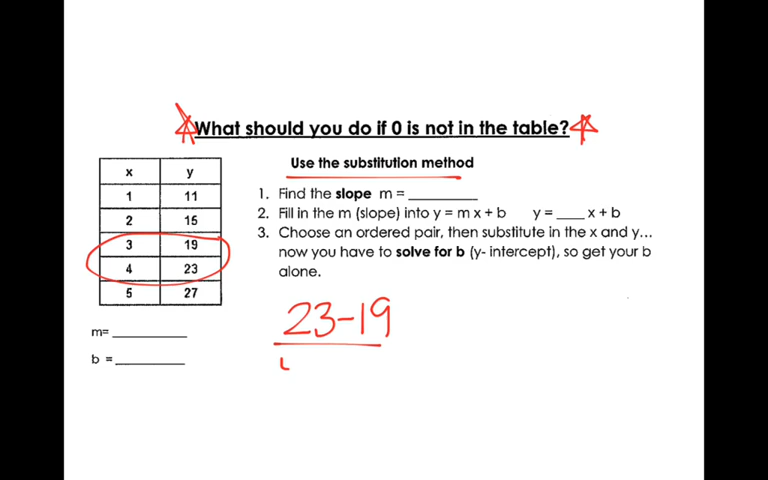 What should you do if 0 is not in the table?
Use the substitution method
x y
1 11
2 15
3 19
4 23
5 27
m= ________
b = ________
1. Find the slope m = ________
2. Fill in the m (slope) into y = m x + b y = ____ x + b
3. Choose an ordered pair, then substitute in the x and y…
now you have to solve for b (y- intercept), so get your b
alone.
23-19